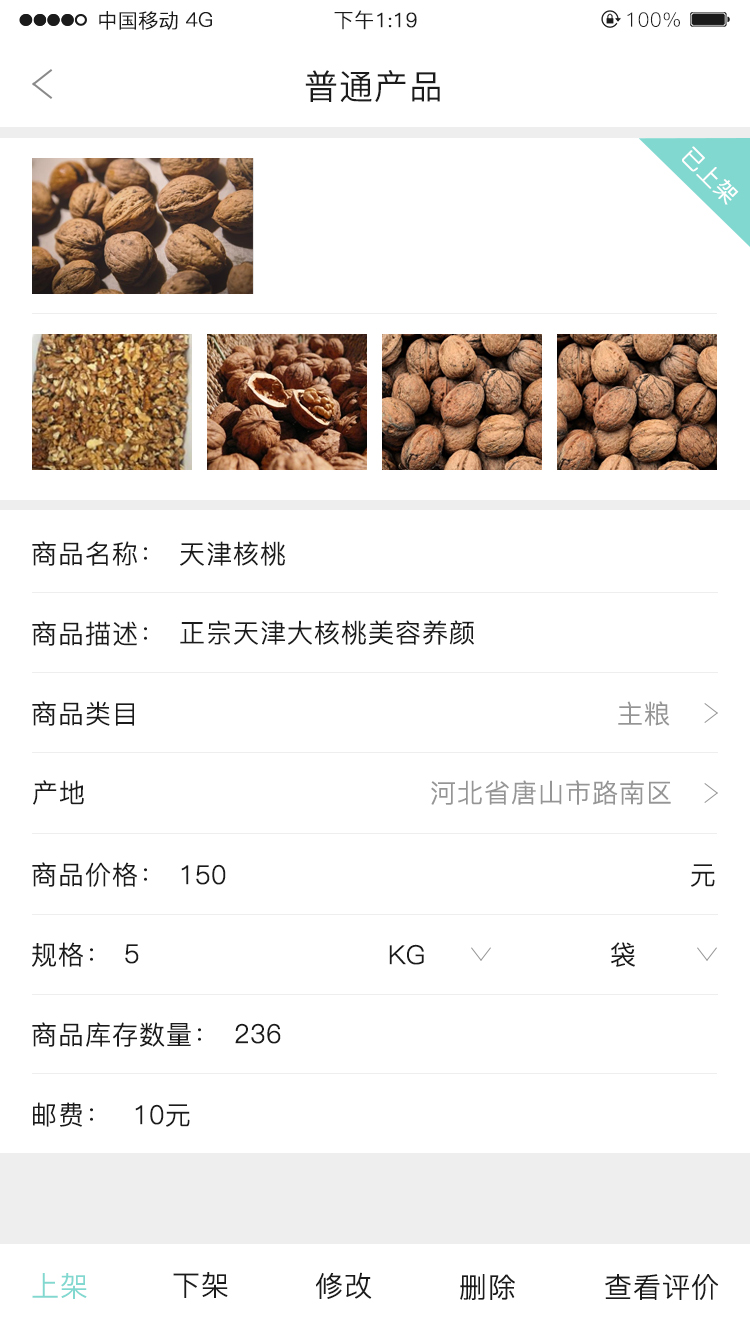 中国移动 4G 下午1:19 100%
普通产品
已上架
商品名称： 天津核桃
商品描述： 正宗天津大核桃美容养颜
商品类目 主粮
产地 河北省唐山市路南区
商品价格： 150 元
规格： 5 KG 袋
商品库存数量： 236
邮费： 10元
上架 下架 修改 删除 查看评价